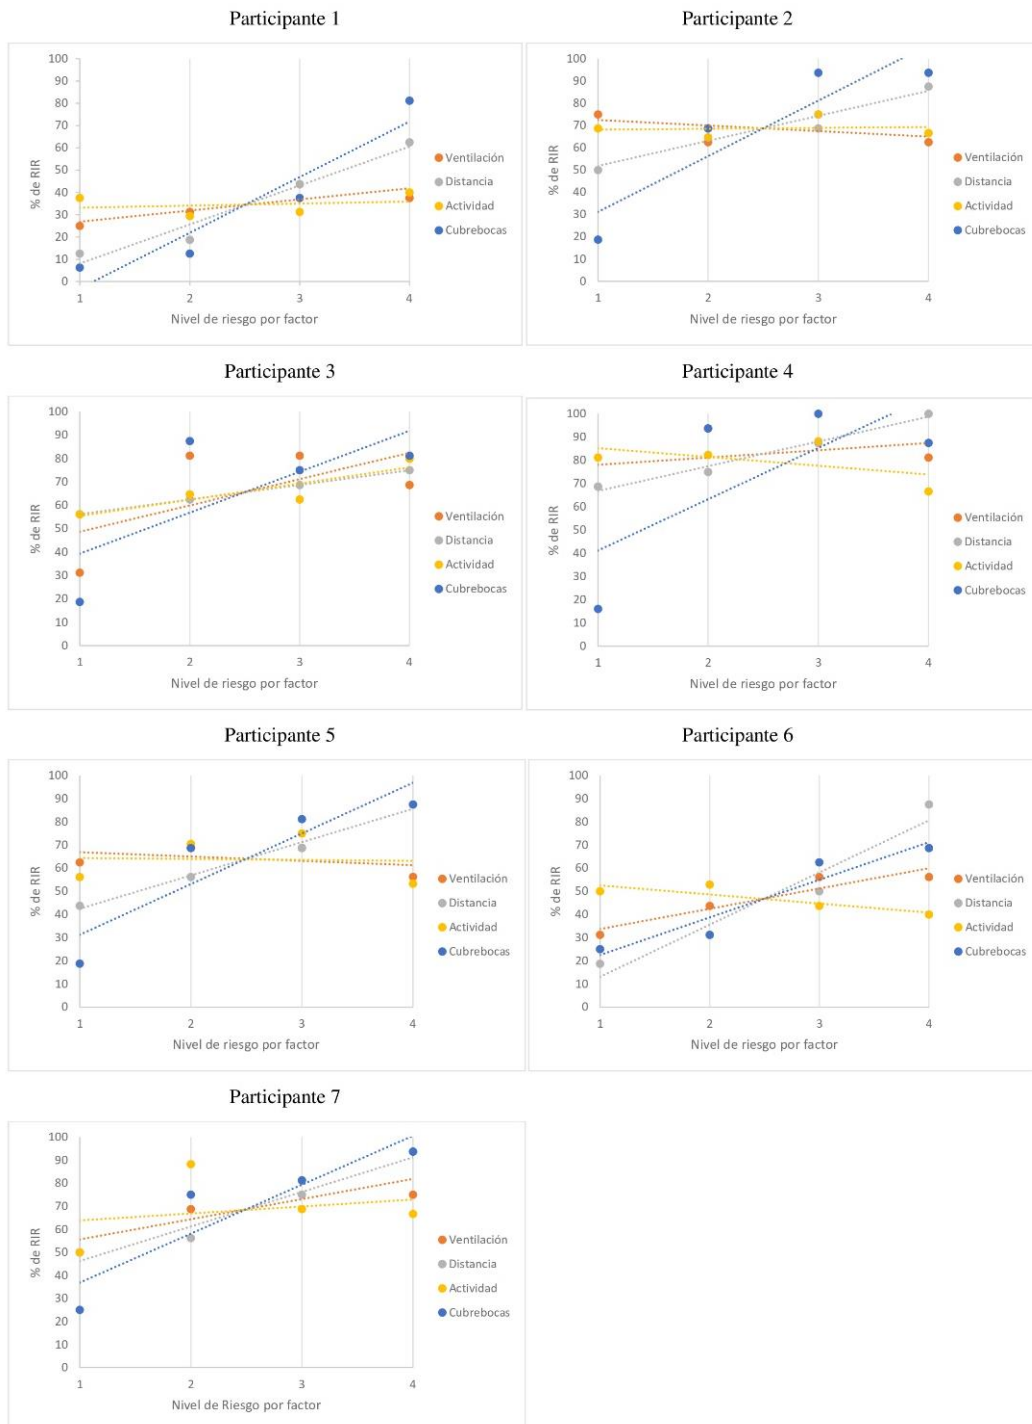 Participante 1
100
90
80
70
60
50
40
30
20
10
0
% de RIR
1 2 3 4
Nivel de riesgo por factor
Ventilación
Distancia
Actividad
Cubrebocas
Participante 2
100
90
80
70
60
50
40
30
20
10
0
% de RIR
1 2 3 4
Nivel de riesgo por factor
Ventilación
Distancia
Actividad
Cubrebocas
Participante 3
100
90
80
70
60
50
40
30
20
10
0
% de RIR
1 2 3 4
Nivel de riesgo por factor
Ventilación
Distancia
Actividad
Cubrebocas
Participante 4
100
90
80
70
60
50
40
30
20
10
0
% de RIR
1 2 3 4
Nivel de riesgo por factor
Ventilación
Distancia
Actividad
Cubrebocas
Participante 5
100
90
80
70
60
50
40
30
20
10
0
% de RIR
1 2 3 4
Nivel de riesgo por factor
Ventilación
Distancia
Actividad
Cubrebocas
Participante 6
100
90
80
70
60
50
40
30
20
10
0
% de RIR
1 2 3 4
Nivel de riesgo por factor
Ventilación
Distancia
Actividad
Cubrebocas
Participante 7
100
90
80
70
60
50
40
30
20
10
0
% de RIR
1 2 3 4
Nivel de Riesgo por factor
Ventilación
Distancia
Actividad
Cubrebocas